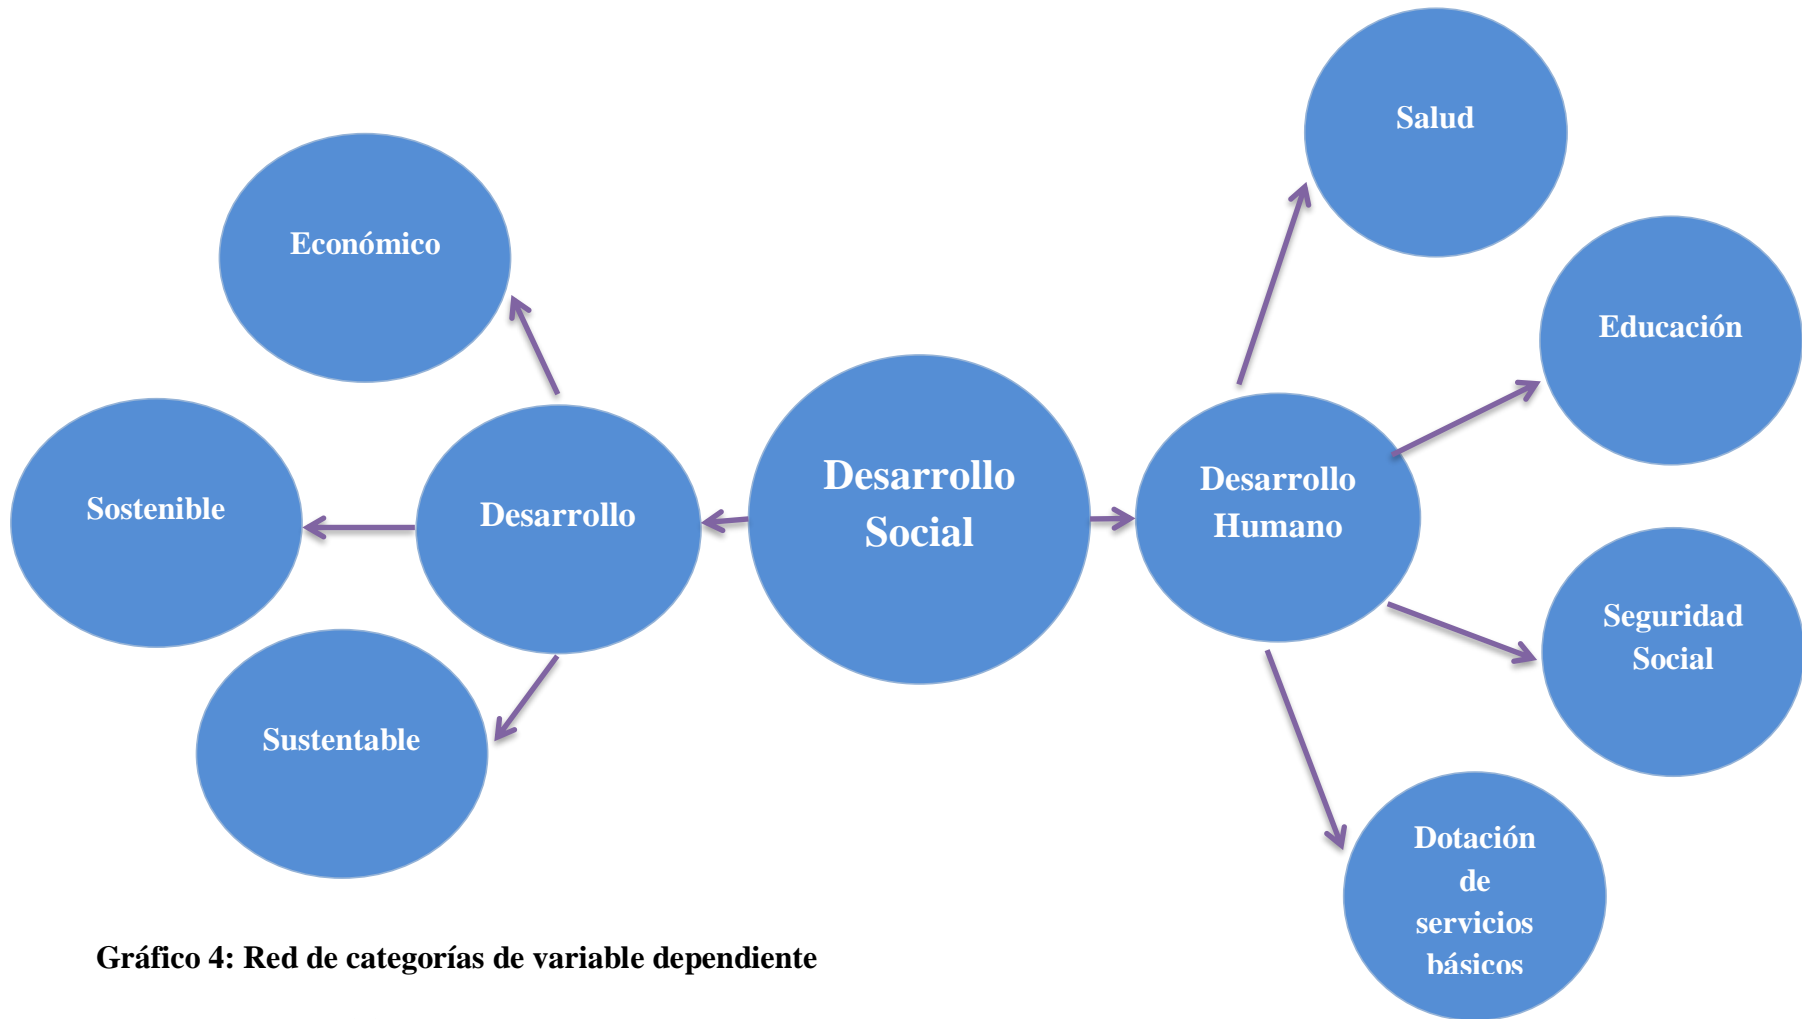 Salud
Económico
Educación
Desarrollo
Social
Desarrollo
Humano
Sostenible
Desarrollo
Seguridad
Social
Sustentable
Dotación
de
servicios
básicos
Gráfico 4: Red de categorías de variable dependiente